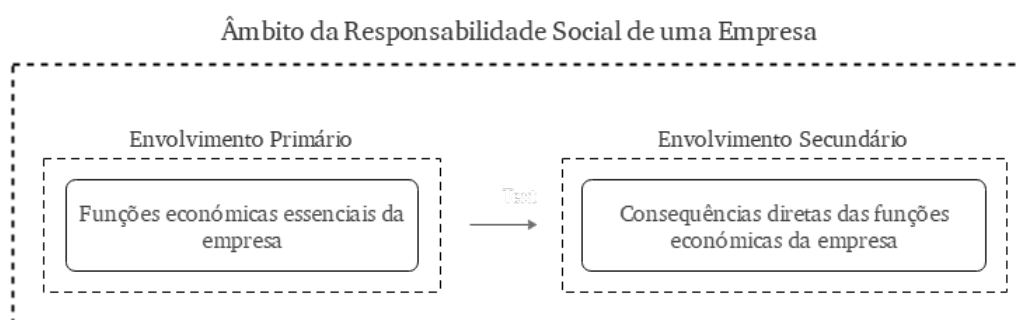 Âmbito da Responsabilidade Social de uma Empresa
Envolvimento Primário
Envolvimento Secundário
Funções económicas essenciais da
empresa
Text
Consequências diretas das funções
económicas da empresa